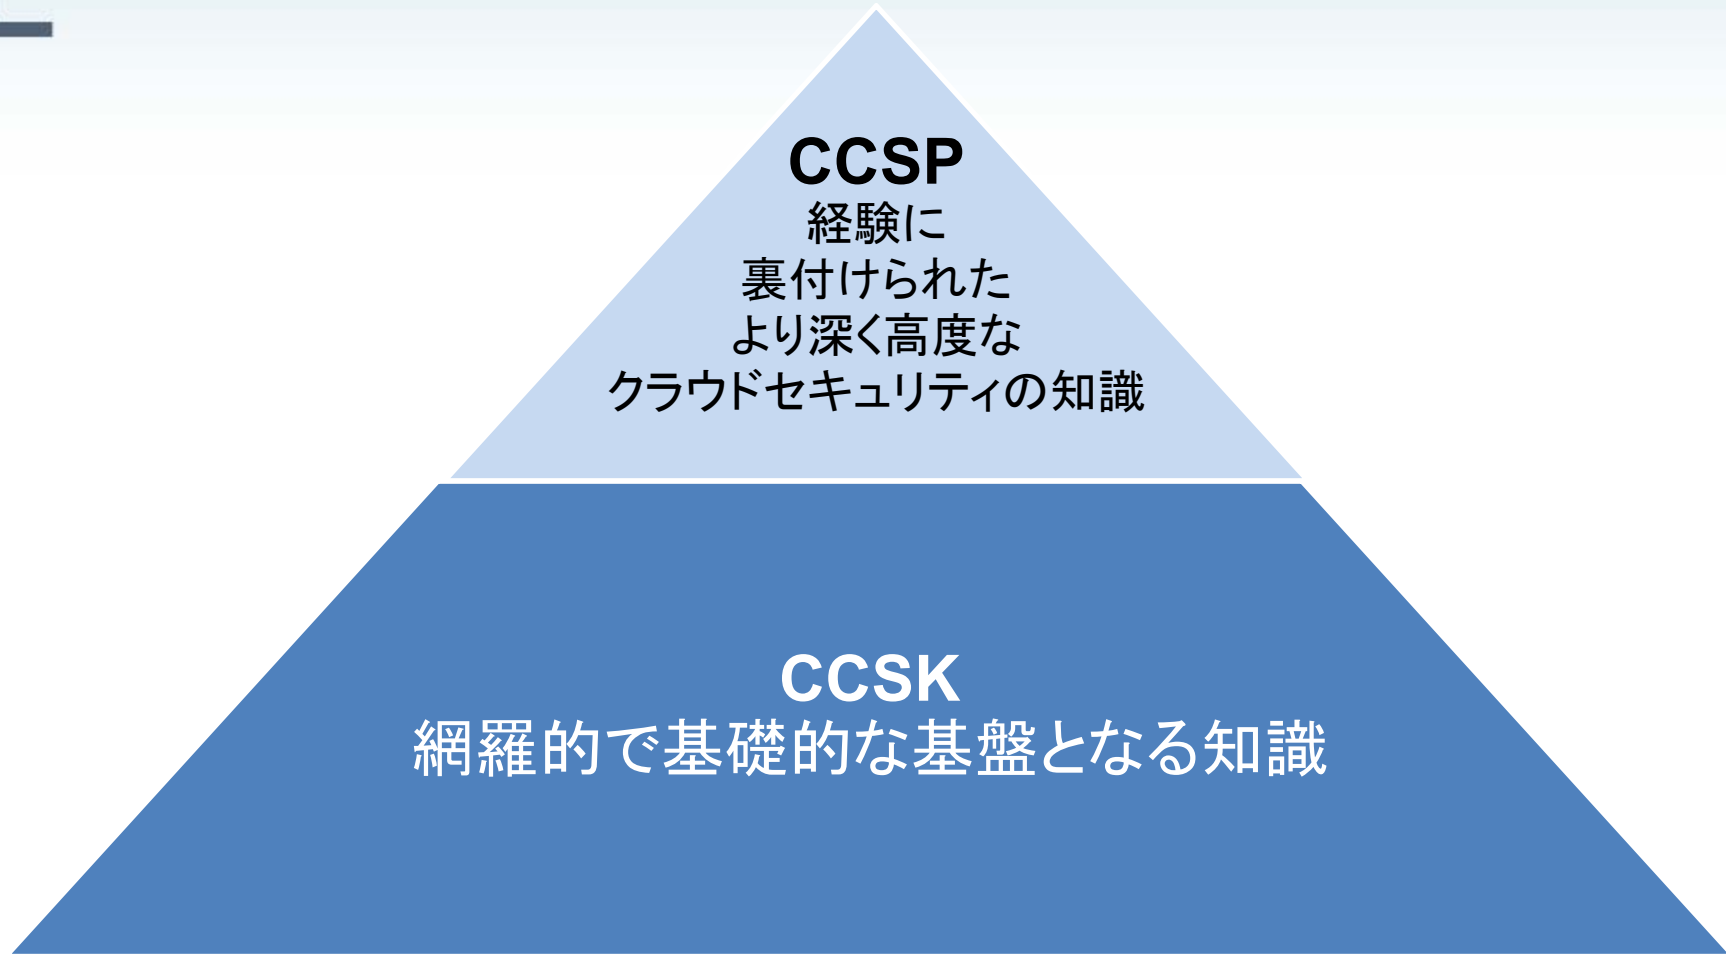 CCSP
経験に
裏付けられた
より深く高度な
クラウドセキュリティの知識
CCSK
網羅的で基礎的な基盤となる知識